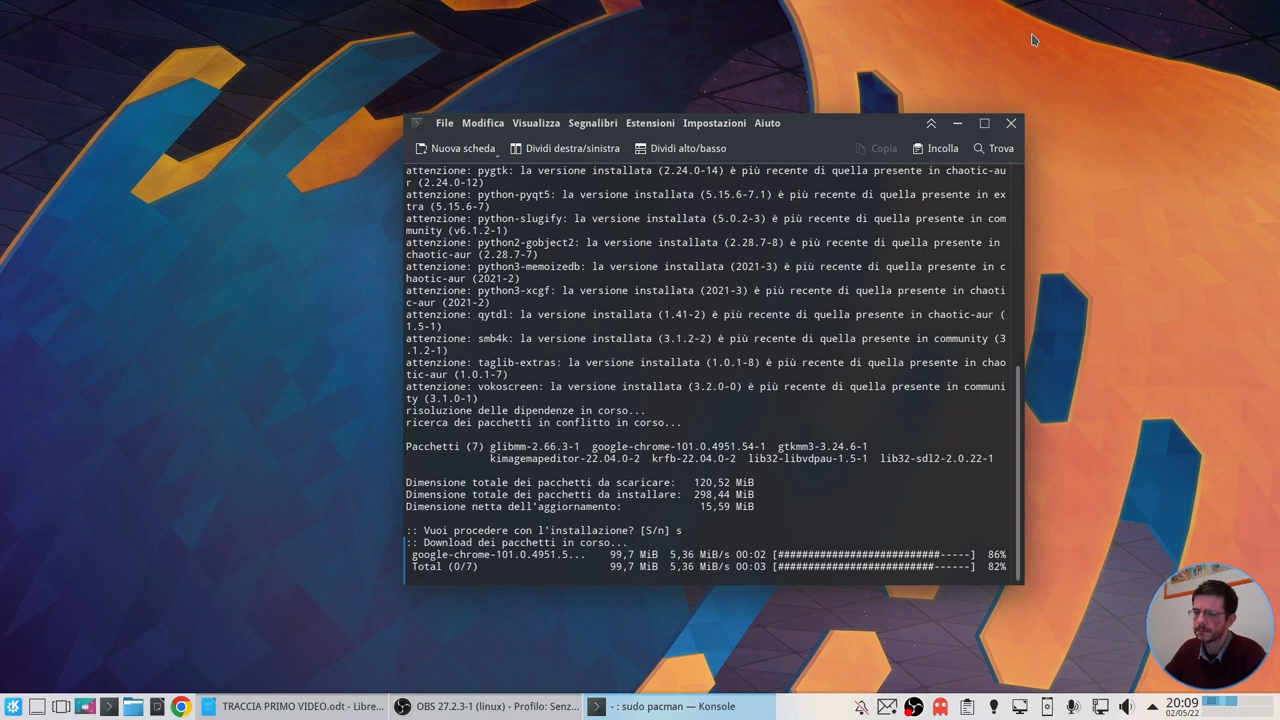 File Modifica Visualizza Segnalibri Estensioni Impostazioni Aiuto
Nuova scheda Dividi destra/sinistra Dividi alto/basso Copia Incolla Trova
attenzione: pygtk: la versione installata (2.24.0-14) è più recente di quella presente in chaotic-au
r (2.24.0-12)
attenzione: python-pyqt5: la versione installata (5.15.6-7.1) è più recente di quella presente in ex
tra (5.15.6-7)
attenzione: python-slugify: la versione installata (5.0.2-3) è più recente di quella presente in com
munity (v6.1.2-1)
attenzione: python2-gobject2: la versione installata (2.28.7-8) è più recente di quella presente in
chaotic-aur (2.28.7-7)
attenzione: python3-memoizedb: la versione installata (2021-3) è più recente di quella presente in c
haotic-aur (2021-2)
attenzione: python3-xcgf: la versione installata (2021-3) è più recente di quella presente in chaoti
c-aur (2021-2)
attenzione: qytdl: la versione installata (1.41-2) è più recente di quella presente in chaotic-aur (
1.5-1)
attenzione: smb4k: la versione installata (3.1.2-2) è più recente di quella presente in community (3
.1.2-1)
attenzione: taglib-extras: la versione installata (1.0.1-8) è più recente di quella presente in chao
tic-aur (1.0.1-7)
attenzione: vokoscreen: la versione installata (3.2.0-0) è più recente di quella presente in communi
ty (3.1.0-1)
risoluzione delle dipendenze in corso...
ricerca dei pacchetti in conflitto in corso...
Pacchetti (7) glibmm-2.66.3-1 google-chrome-101.0.4951.54-1 gtkmm3-3.24.6-1
kimagemapeditor-22.04.0-2 krfb-22.04.0-2 lib32-libvdpau-1.5-1 lib32-sdl2-2.0.22-1
Dimensione totale dei pacchetti da scaricare: 120,52 MiB
Dimensione totale dei pacchetti da installare: 298,44 MiB
Dimensione netta dell'aggiornamento: 15,59 MiB
:: Vuoi procedere con l'installazione? [S/n] s
:: Download dei pacchetti in corso...
google-chrome-101.0.4951.5... 99,7 MiB 5,36 MiB/s 00:02 [###########################-----] 86%
Total (0/7) 99,7 MiB 5,36 MiB/s 00:03 [##########################------] 82%
TRACCIA PRIMO VIDEO.odt - Libre... OBS 27.2.3-1 (linux) - Profilo: Senz... - : sudo pacman — Konsole 20:09
02/05/22